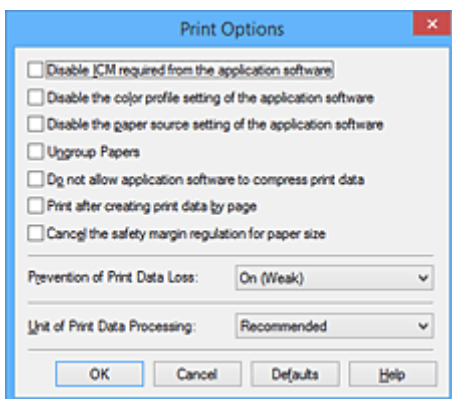 Print Options
Disable ICM required from the application software
Disable the color profile setting of the application software
Disable the paper source setting of the application software
Ungroup Papers
Do not allow application software to compress print data
Print after creating print data by page
Cancel the safety margin regulation for paper size
Prevention of Print Data Loss: On (Weak)
Unit of Print Data Processing: Recommended
OK Cancel Defaults Help